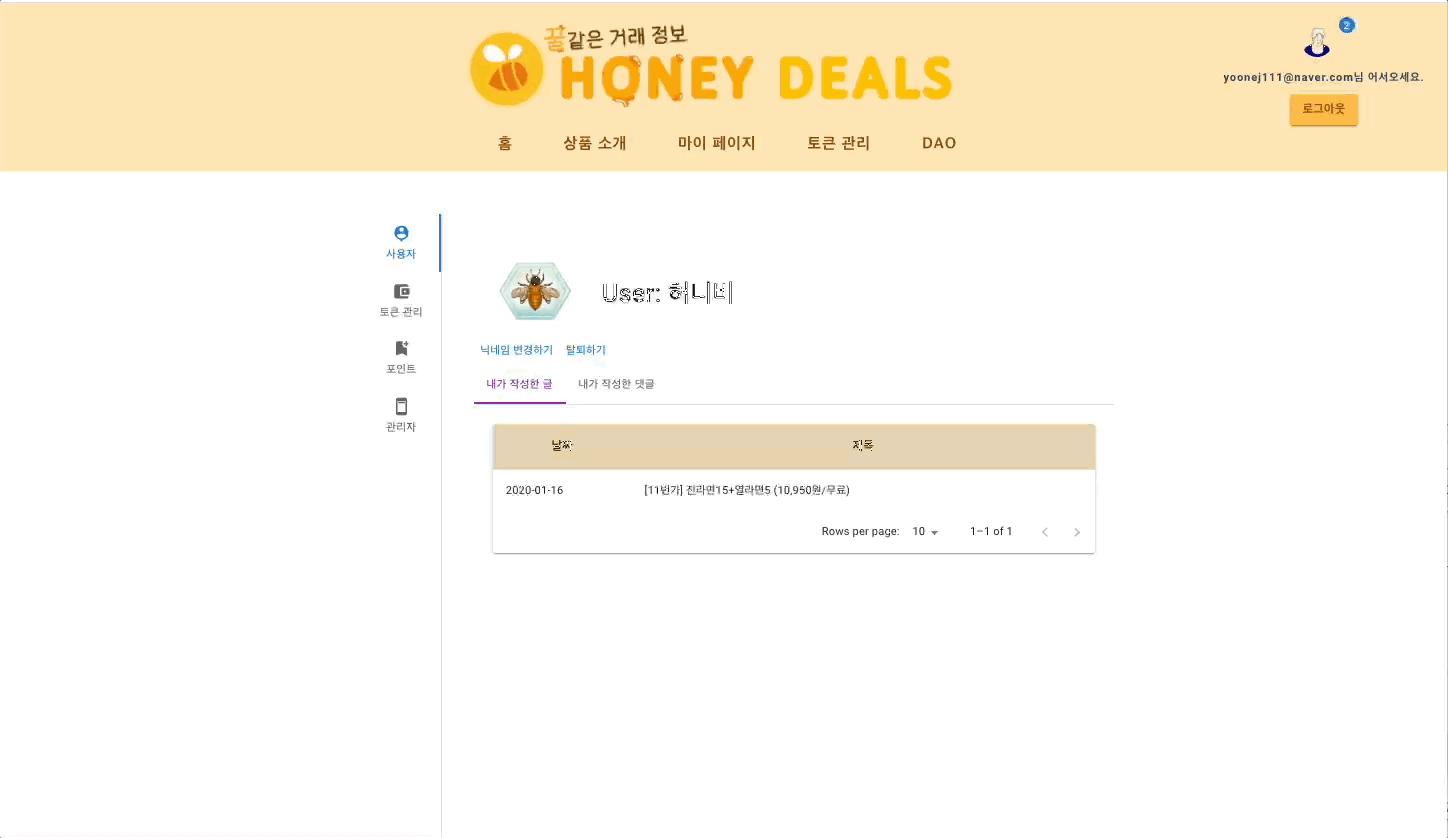 꿀같은 거래 정보
HONEY DEALS
2
yoonej111@naver.com님 어서오세요.
로그아웃
홈 상품 소개 마이 페이지 토큰 관리 DAO
사용자
토큰 관리
포인트
관리자
User: 허니비
닉네임 변경하기 탈퇴하기
내가 작성한 글 내가 작성한 댓글
날짜 제목
2020-01-16 [11번가] 진라면15+열라면5 (10,950원/무료)
Rows per page: 10 1–1 of 1